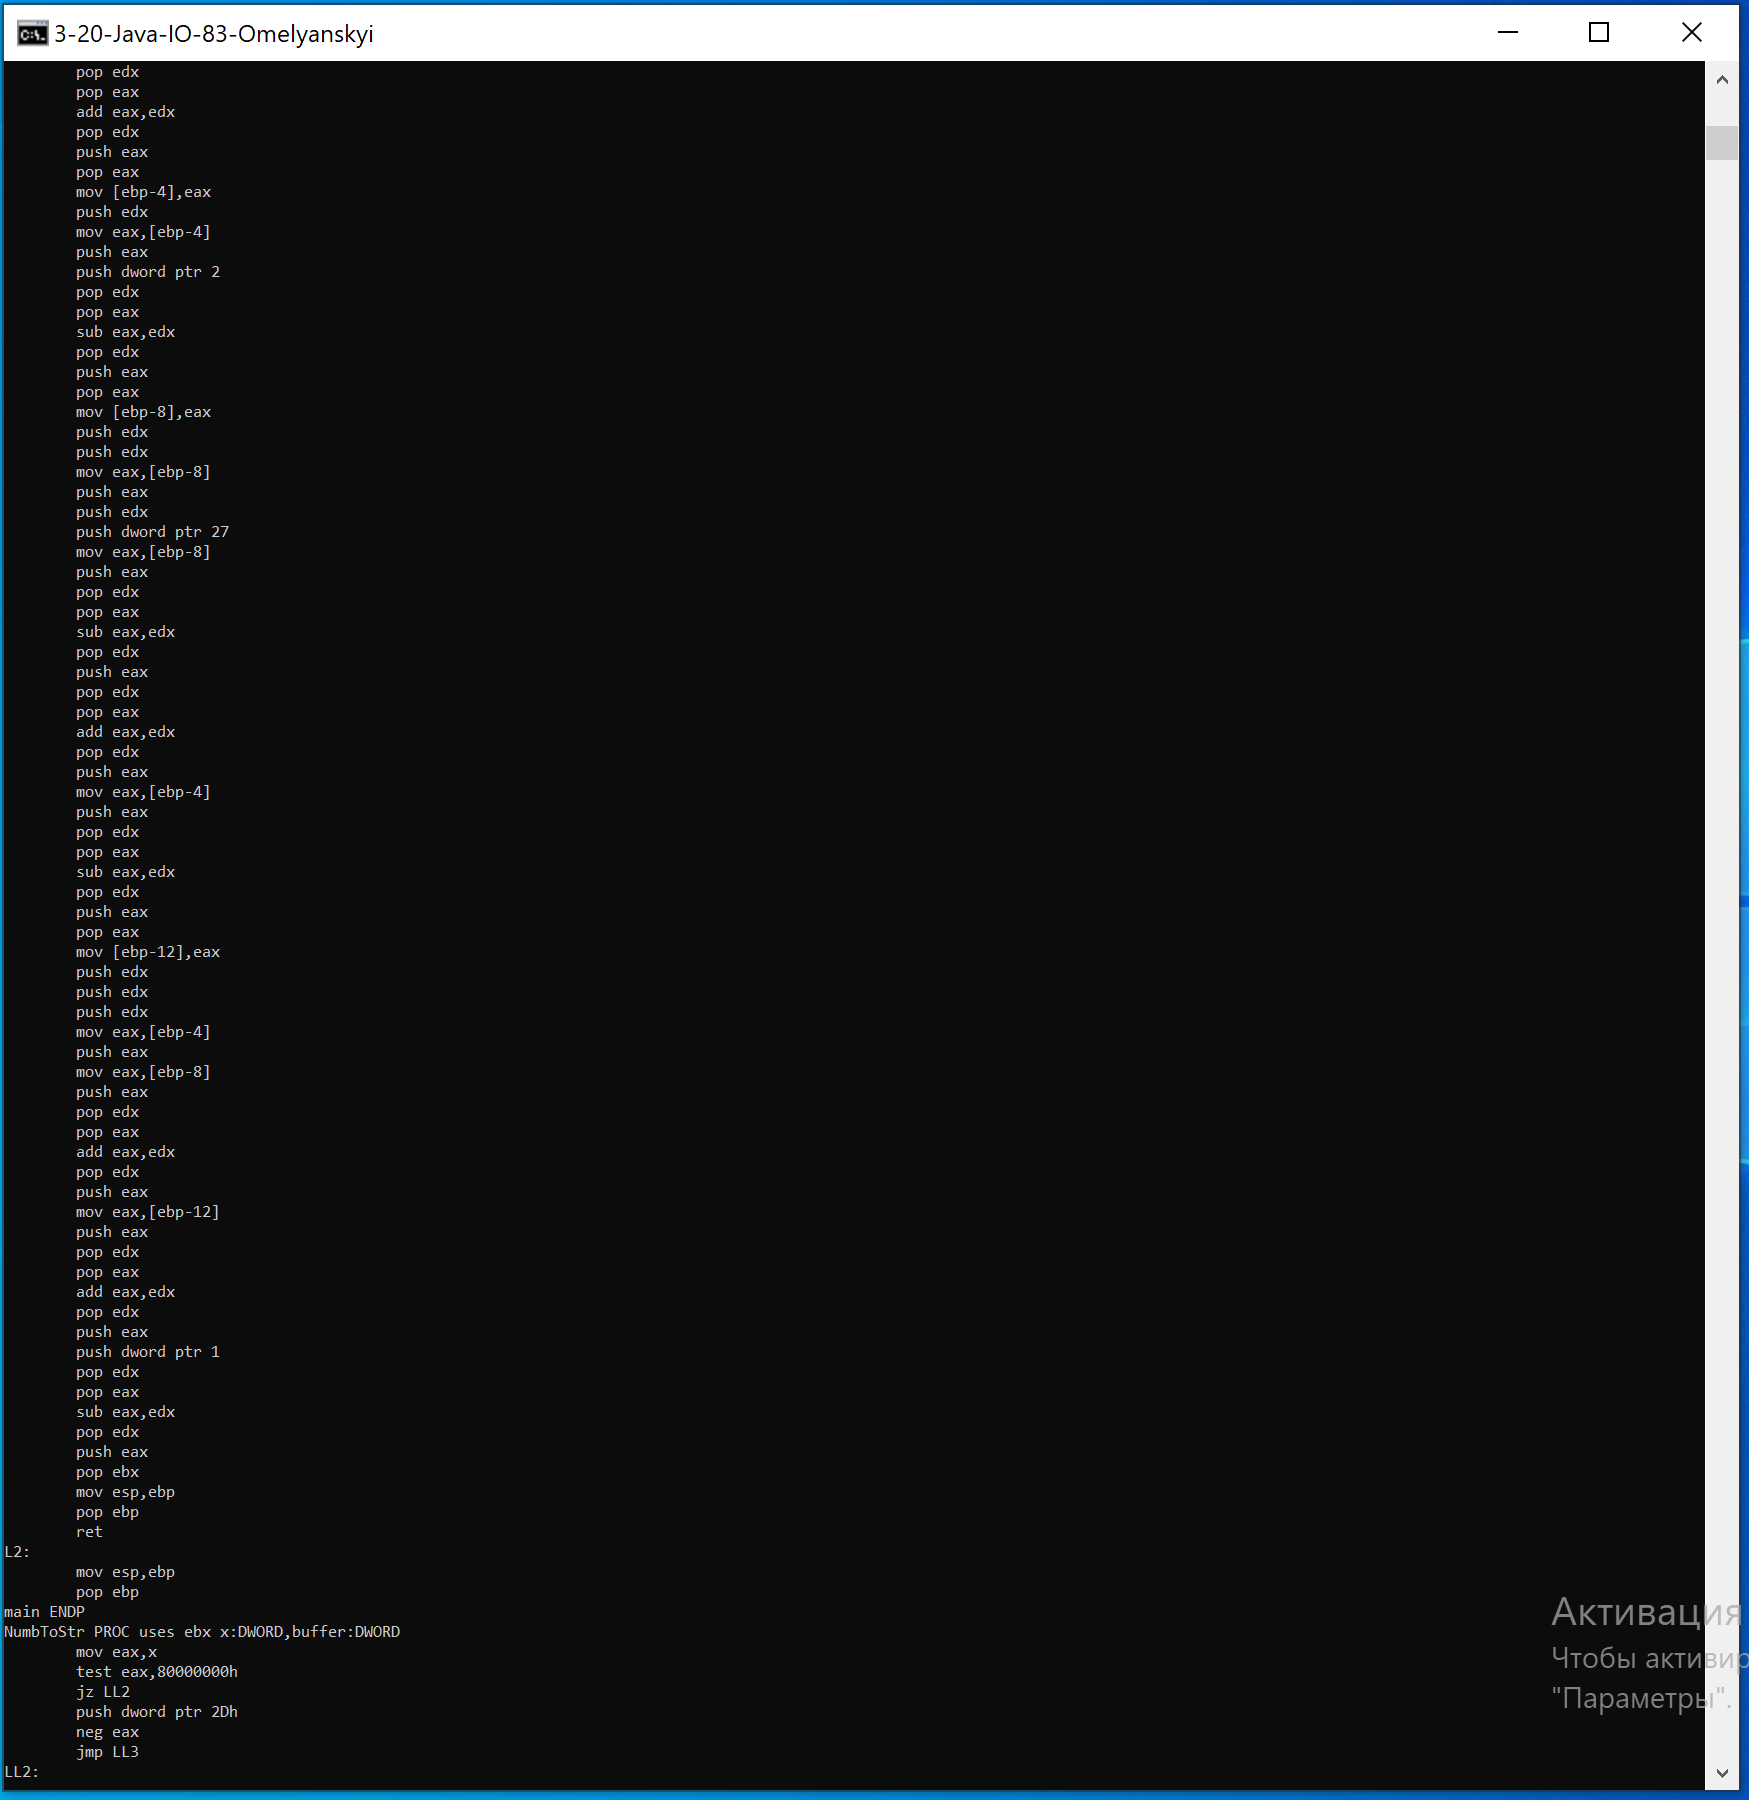 3-20-Java-IO-83-Omelyanskyi
pop edx
pop eax
add eax,edx
pop edx
push eax
pop eax
mov [ebp-4],eax
push edx
mov eax,[ebp-4]
push eax
push dword ptr 2
pop edx
pop eax
sub eax,edx
pop edx
push eax
pop eax
mov [ebp-8],eax
push edx
push edx
mov eax,[ebp-8]
push eax
push edx
push dword ptr 27
mov eax,[ebp-8]
push eax
pop edx
pop eax
sub eax,edx
pop edx
push eax
pop edx
pop eax
add eax,edx
pop edx
push eax
mov eax,[ebp-4]
push eax
pop edx
pop eax
sub eax,edx
pop edx
push eax
pop eax
mov [ebp-12],eax
push edx
push edx
push edx
mov eax,[ebp-4]
push eax
mov eax,[ebp-8]
push eax
pop edx
pop eax
add eax,edx
pop edx
push eax
mov eax,[ebp-12]
push eax
pop edx
pop eax
add eax,edx
pop edx
push eax
push dword ptr 1
pop edx
pop eax
sub eax,edx
pop edx
push eax
pop ebx
mov esp,ebp
pop ebp
ret
L2:
mov esp,ebp
pop ebp
main ENDP
NumbToStr PROC uses ebx x:DWORD,buffer:DWORD
mov eax,x
test eax,80000000h
jz LL2
push dword ptr 2Dh
neg eax
jmp LL3
LL2:
Активация
Чтобы активир
"Параметры".